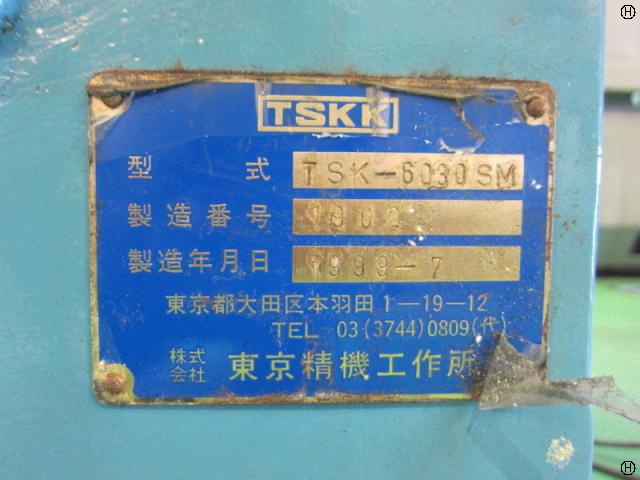 TSKK
型式 TSK-6030SM
製造番号
製造年月日 1999-7
東京都大田区本羽田1-19-12
TEL 03(3744)0809(代)
株式会社 東京精機工作所